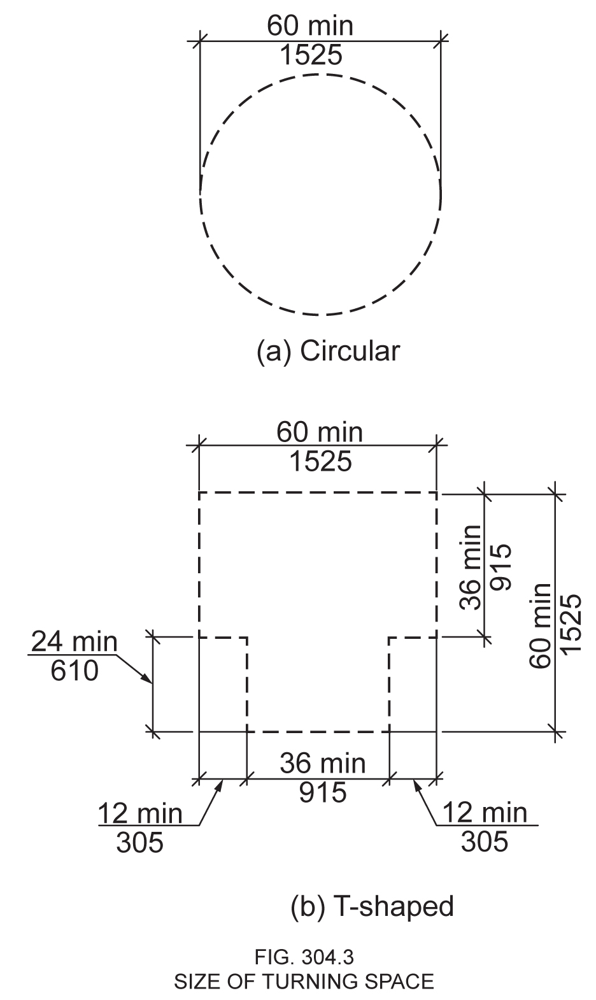 60 min
1525
(a) Circular
60 min
1525
36 min
915
60 min
1525
24 min
610
36 min
915
12 min
305
12 min
305
(b) T-shaped
FIG. 304.3
SIZE OF TURNING SPACE